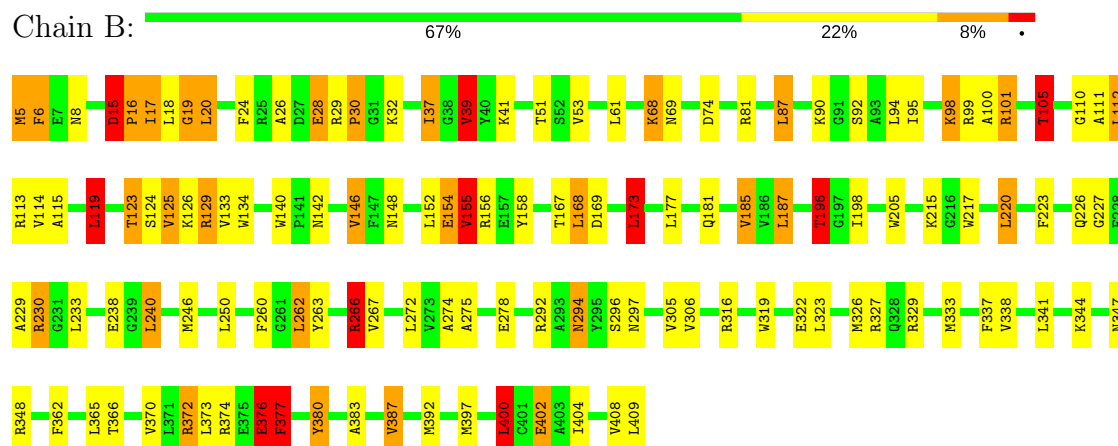 Chain B:
67% 22% 8% •
M5 F6 E7 N8 D15 P16 I17 L18 G19 L20 F24 R25 A26 D27 E28 R29 P30 G31 K32 I37 G38 V39 Y40 K41 T51 S52 V53 L61 K68 N69 D74 R81 L87 K90 G91 S92 A93 L94 I95 K98 R99 A100 R101 T105 G110 A111 L112
R113 V114 A115 L119 T123 S124 V125 K126 R129 V133 W134 W140 P141 N142 V146 F147 N148 L152 E154 V155 R156 E157 Y158 T167 L168 D169 L173 L177 Q181 V185 V186 L187 T196 G197 I198 W205 K215 G216 W217 L220 F223 Q226 G227 E228
A229 R230 G231 L233 E238 G239 L240 M246 L250 F260 G261 L262 Y263 R266 V267 L272 V273 A274 A275 E278 R292 A293 N294 Y295 S296 N297 V305 V306 R316 W319 E322 L323 M326 R327 Q328 R329 M333 F337 V338 L341 K344 N347
R348 F362 L365 T366 V370 L371 R372 L373 R374 E375 E376 F377 Y380 A383 V387 M392 M397 L400 C401 E402 A403 I404 V408 L409